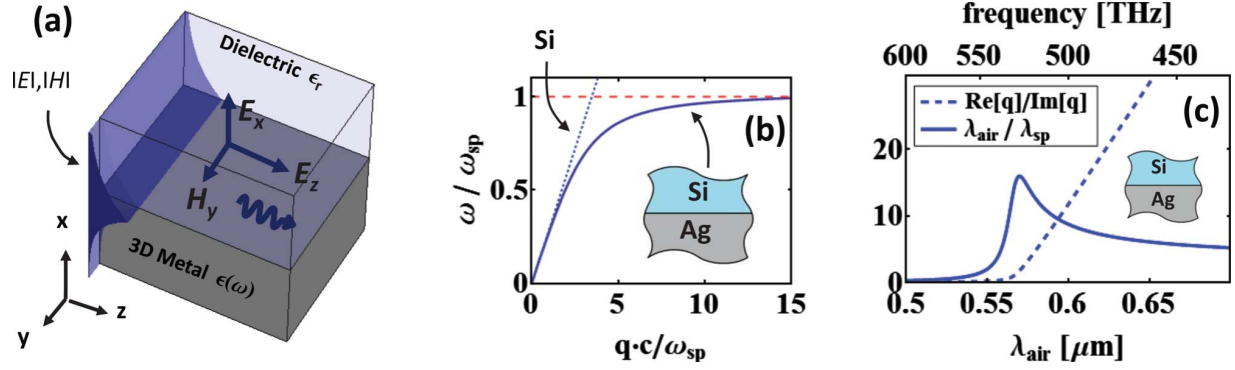 (a)
Dielectric ϵr
|E|,|H|
Ex
Ez
Hy
3D Metal ϵ(ω)
x
y
z
Si
1
0.5
0
ω / ωsp
(b)
Si
Ag
0 5 10 15
q·c/ωsp
(c)
frequency [THz]
600 550 500 450
Re[q]/Im[q]
λair / λsp
20
10
0
Si
Ag
0.5 0.55 0.6 0.65
λair [μm]